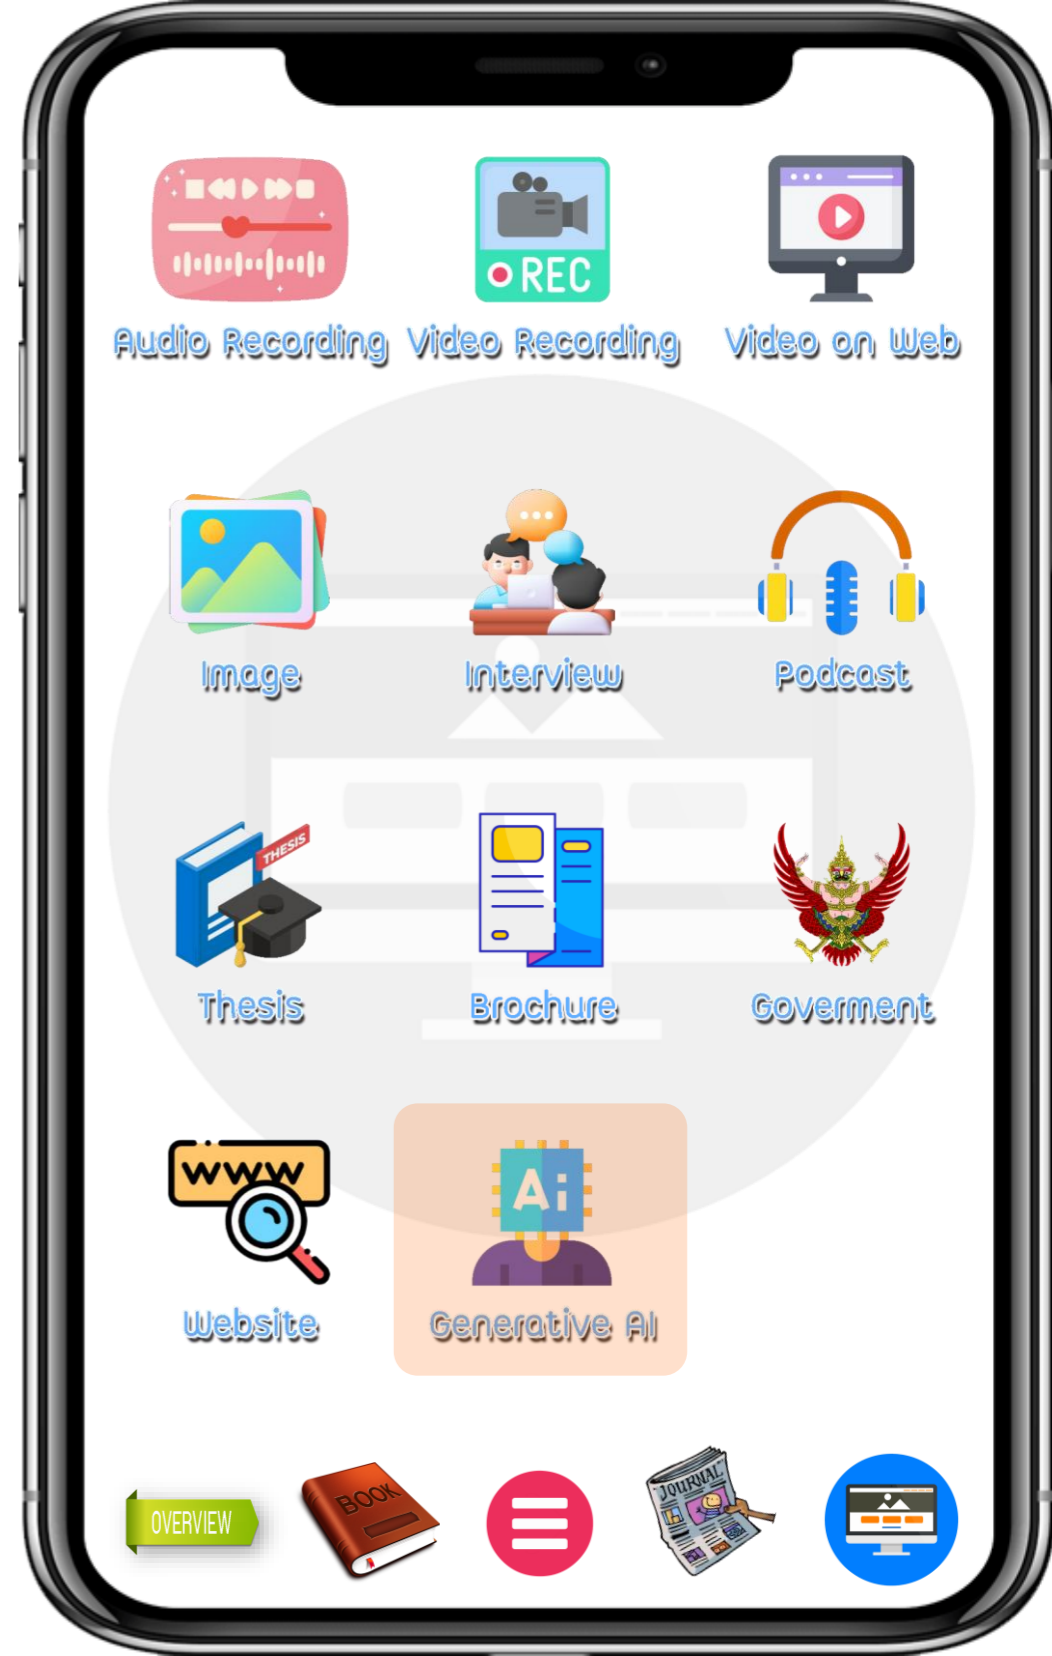 REC
Audio Recording
Video Recording
Video on Web
Image
Interview
Podcast
THESIS
Thesis
Brochure
Goverment
www
Ai
Website
Generative AI
OVERVIEW
BOOK
JOURNAL